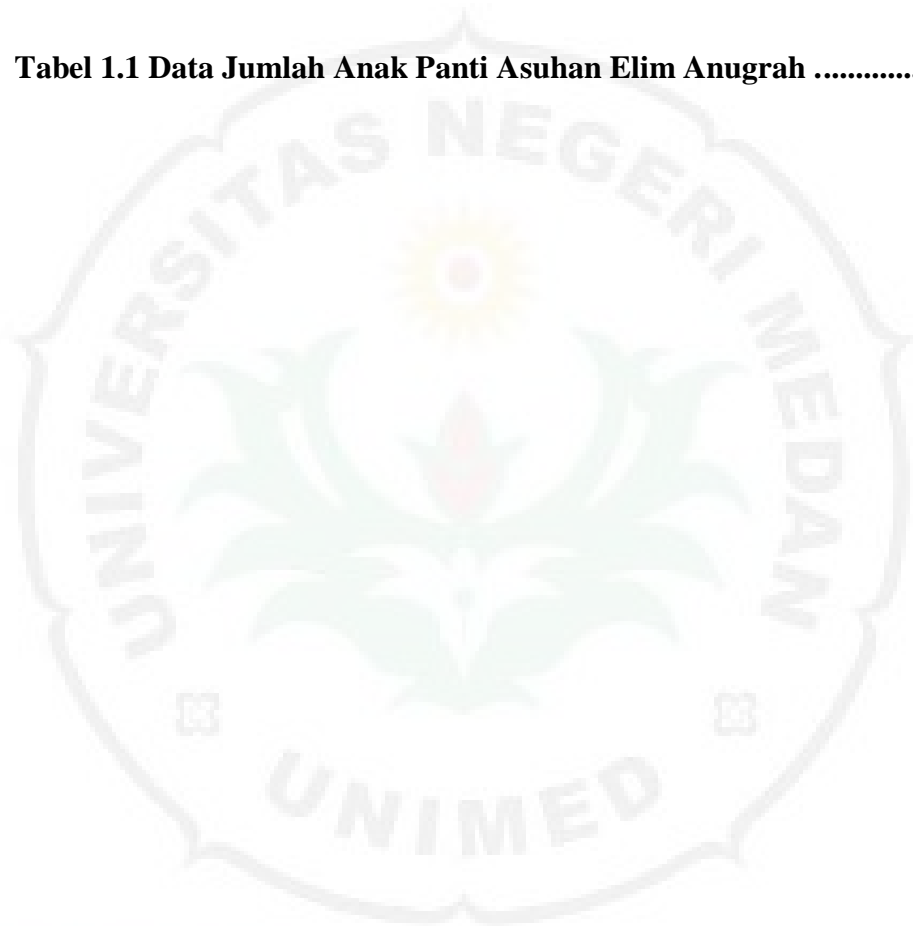 Tabel 1.1 Data Jumlah Anak Panti Asuhan Elim Anugrah .............
UNIVERSITAS NEGERI MEDAN
UNIMED